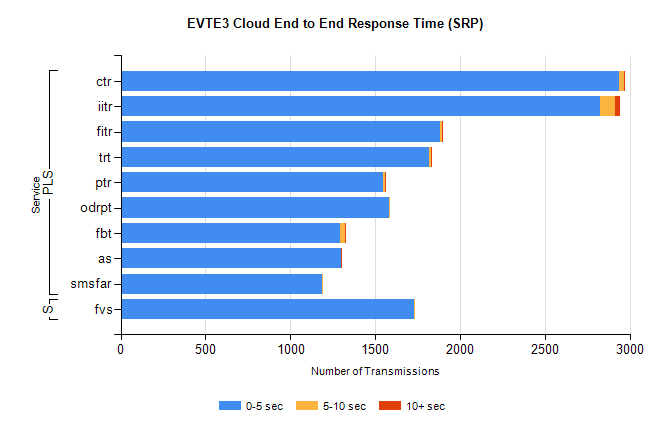 EVTE3 Cloud End to End Response Time (SRP)
Service
PLS
ctr
iitr
fitr
trt
ptr
odrpt
fbt
as
smsfar
fvs
0 500 1000 1500 2000 2500 3000
Number of Transmissions
0-5 sec 5-10 sec 10+ sec